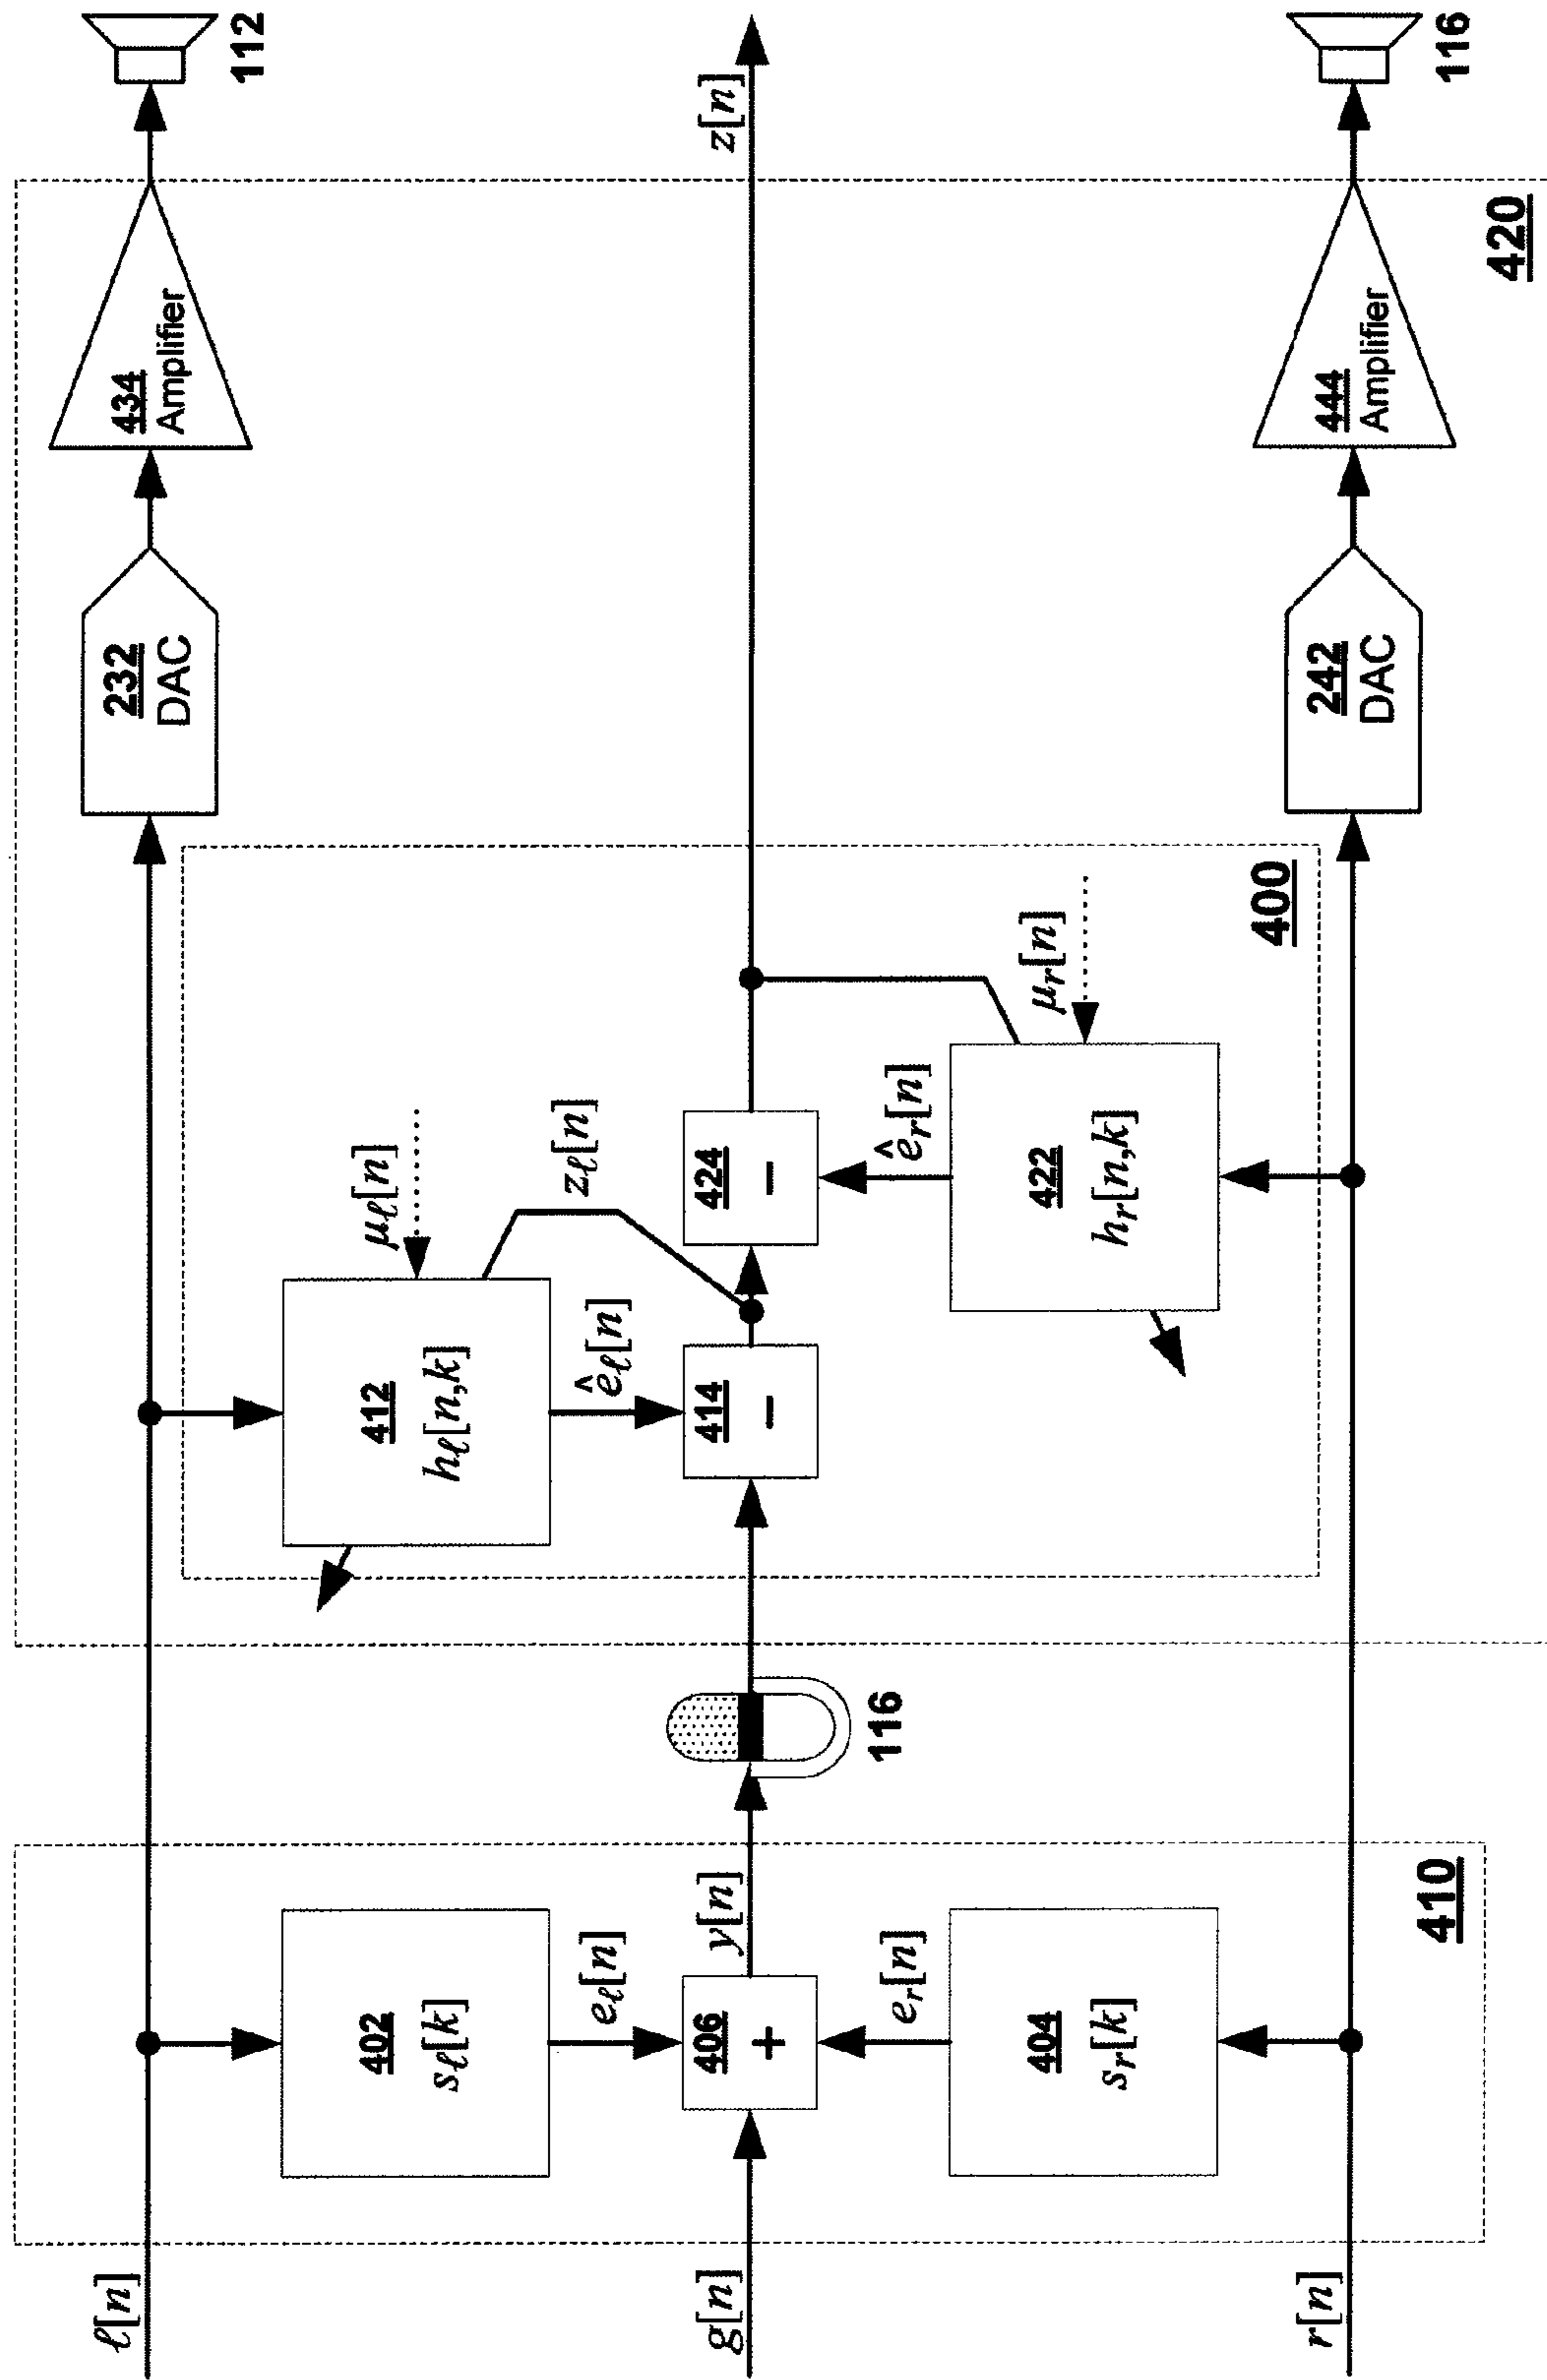 ℓ[n]
g[n]
r[n]
402
sℓ[k]
eℓ[n]
406
+
y[n]
er[n]
404
sr[k]
410
116
412
hℓ[n,k]
μℓ[n]
êℓ[n]
zℓ[n]
414
−
424
−
êr[n]
422
hr[n,k]
μr[n]
400
232
DAC
434
Amplifier
112
z[n]
242
DAC
444
Amplifier
116
420